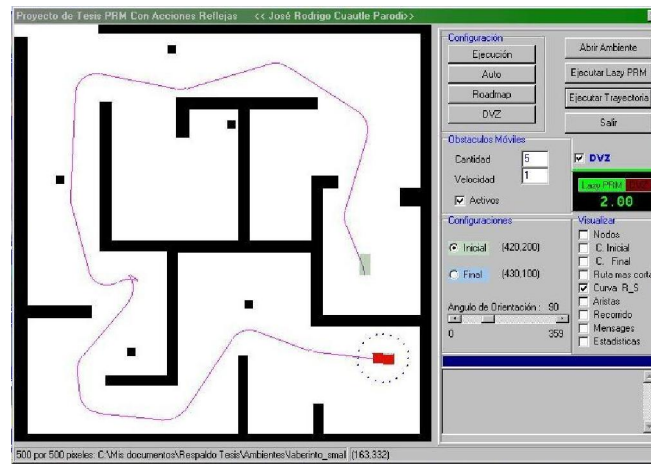 Proyecto de Tesis PRM Con Acciones Reflejas << José Rodrigo Cuautle Parodi>>
Configuración
Ejecución
Auto
Roadmap
DVZ
Abrir Ambiente
Ejecutar Lazy PRM
Ejecutar Trayectoria
Salir
Obstaculos Móviles
Cantidad 5
Velocidad 1
Activos
DVZ
Lazy PRM
2.00
Configuraciones
Inicial (420,200)
Final (430,100)
Angulo de Orientación : 90
0 359
Visualizar
Nodos
C. Inicial
C. Final
Ruta mas corta
Curva R_S
Aristas
Recorrido
Mensages
Estadisticas
500 por 500 pixeles: C:\Mis documentos\Respaldo Tesis\Ambientes\laberinto_smal (163,332)